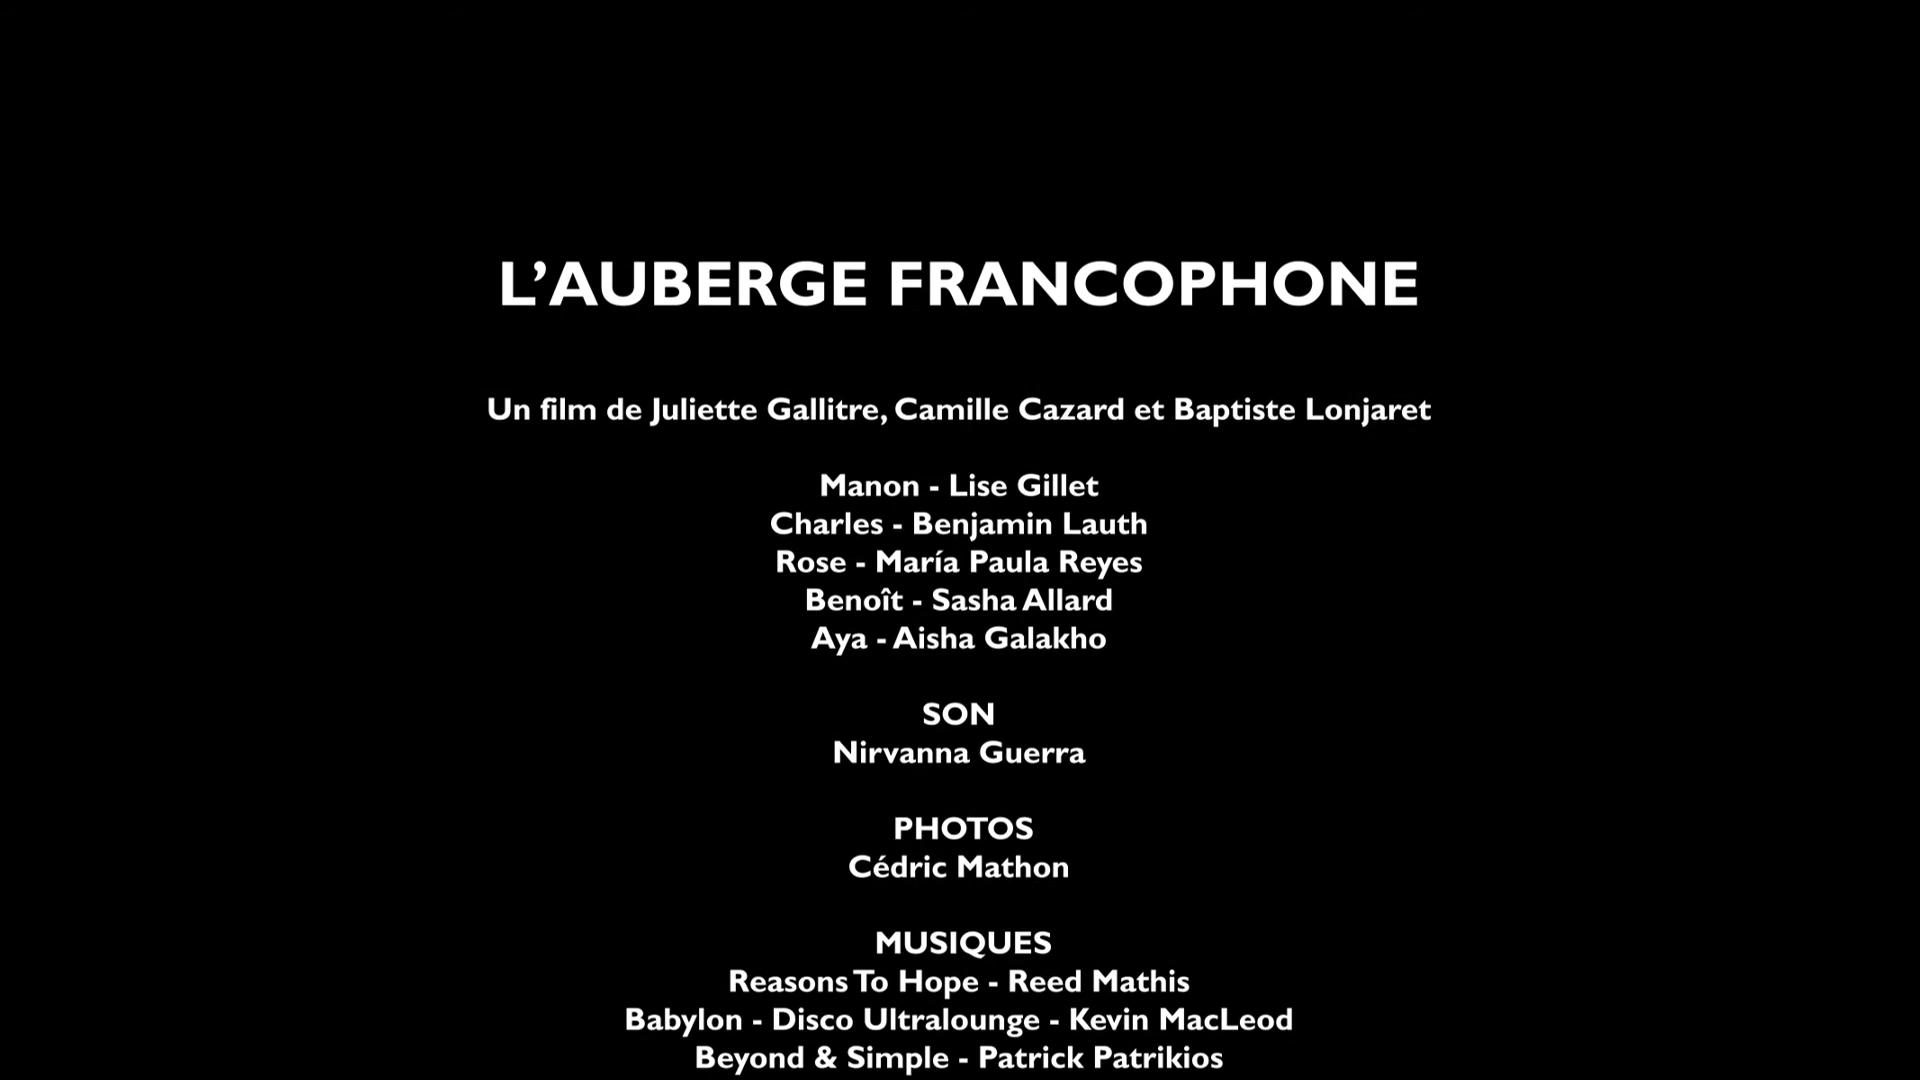 L’AUBERGE FRANCOPHONE
Un film de Juliette Gallitre, Camille Cazard et Baptiste Lonjaret
Manon - Lise Gillet
Charles - Benjamin Lauth
Rose - María Paula Reyes
Benoît - Sasha Allard
Aya - Aisha Galakho
SON
Nirvanna Guerra
PHOTOS
Cédric Mathon
MUSIQUES
Reasons To Hope - Reed Mathis
Babylon - Disco Ultralounge - Kevin MacLeod
Beyond & Simple - Patrick Patrikios